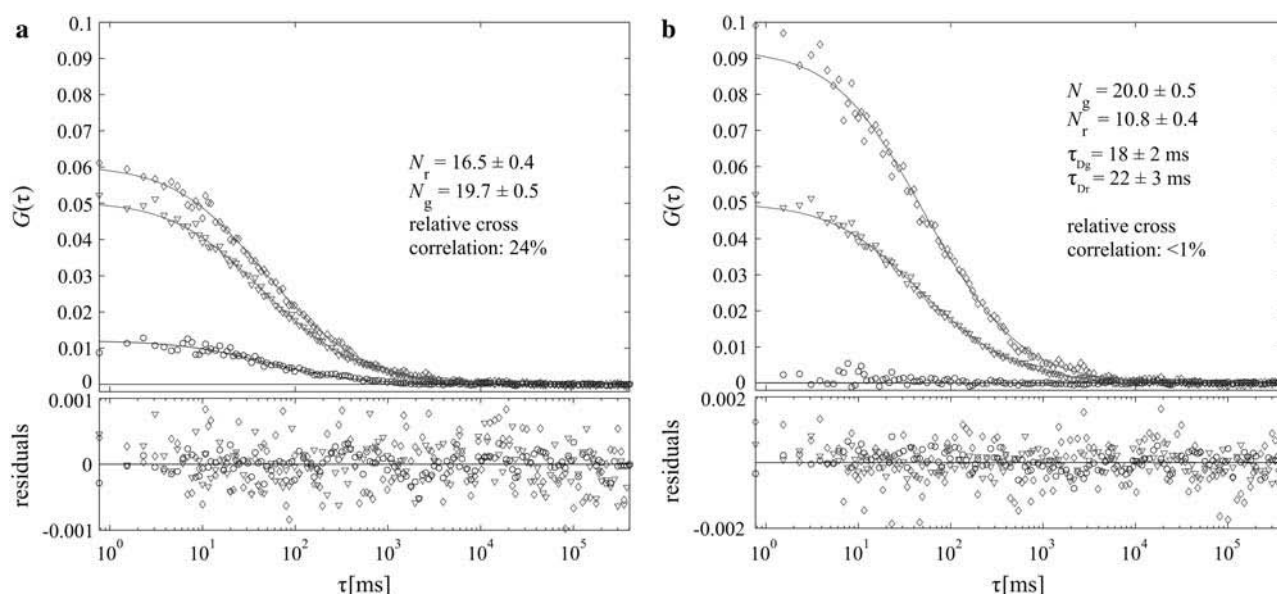 a
0.1
0.09
0.08
0.07
0.06
0.05
0.04
0.03
0.02
0.01
0
G(τ)
N_r = 16.5 ± 0.4
N_g = 19.7 ± 0.5
relative cross
correlation: 24%
0.001
0
-0.001
residuals
10^0 10^1 10^2 10^3 10^4 10^5
τ[ms]
b
0.1
0.09
0.08
0.07
0.06
0.05
0.04
0.03
0.02
0.01
0
G(τ)
N_g = 20.0 ± 0.5
N_r = 10.8 ± 0.4
τ_Dg = 18 ± 2 ms
τ_Dr = 22 ± 3 ms
relative cross
correlation: <1%
0.002
0
-0.002
residuals
10^0 10^1 10^2 10^3 10^4 10^5
τ[ms]